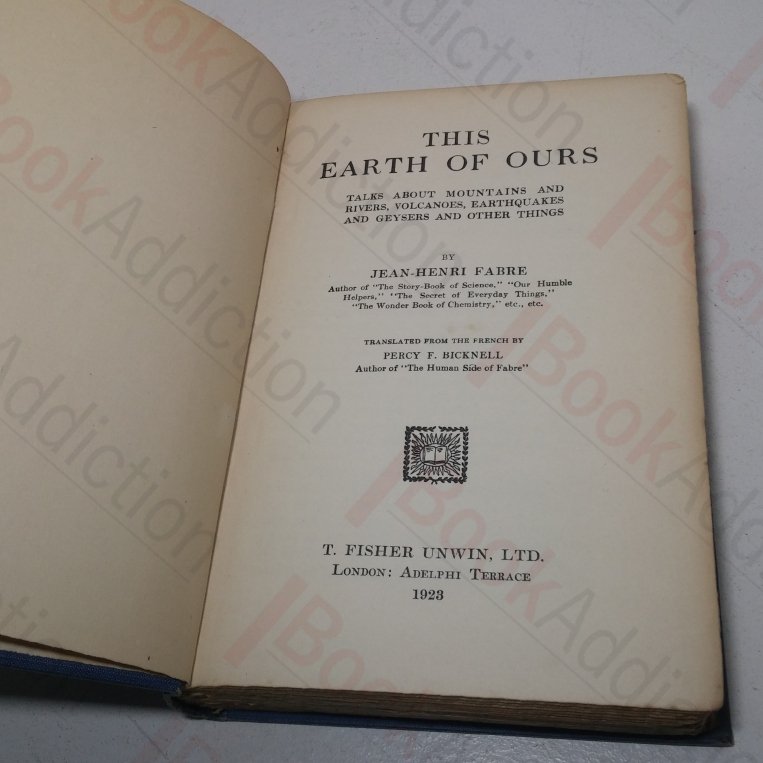 THIS
EARTH OF OURS
TALKS ABOUT MOUNTAINS AND
RIVERS, VOLCANOES, EARTHQUAKES
AND GEYSERS AND OTHER THINGS
BY
JEAN-HENRI FABRE
Author of "The Story-Book of Science," "Our Humble
Helpers," "The Secret of Everyday Things,"
"The Wonder Book of Chemistry," etc., etc.
TRANSLATED FROM THE FRENCH BY
PERCY F. BICKNELL
Author of "The Human Side of Fabre"
T. FISHER UNWIN, LTD.
LONDON: ADELPHI TERRACE
1923
BookAddiction